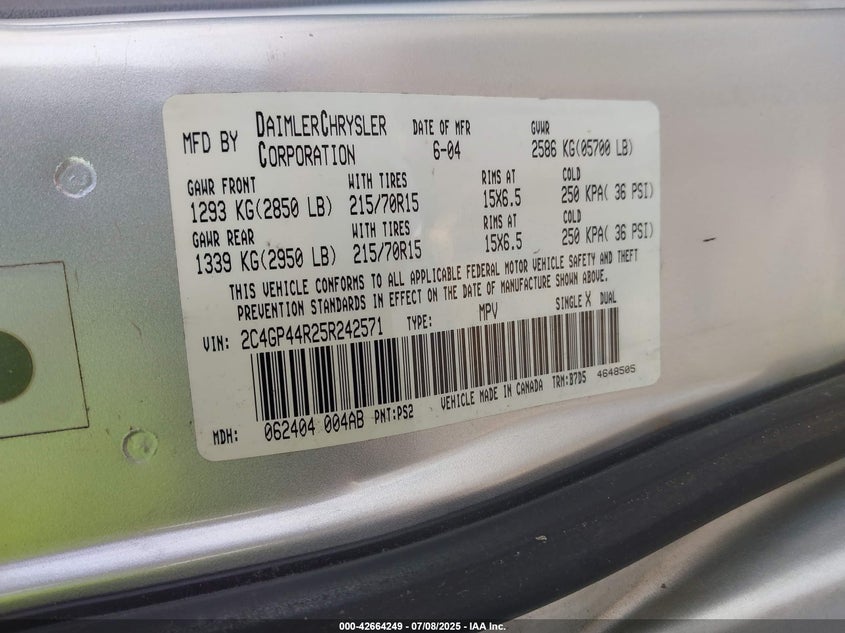 MFD BY DAIMLERCHRYSLER CORPORATION DATE OF MFR 6-04 GVWR 2586 KG(05700 LB)
GAWR FRONT WITH TIRES RIMS AT COLD
1293 KG(2850 LB) 215/70R15 15X6.5 250 KPA( 36 PSI)
GAWR REAR WITH TIRES RIMS AT COLD
1339 KG(2950 LB) 215/70R15 15X6.5 250 KPA( 36 PSI)
THIS VEHICLE CONFORMS TO ALL APPLICABLE FEDERAL MOTOR VEHICLE SAFETY AND THEFT
PREVENTION STANDARDS IN EFFECT ON THE DATE OF MANUFACTURE SHOWN ABOVE.
VIN: 2C4GP44R25R242571 TYPE: MPV SINGLE X DUAL
MDH: 062404 004AB PNT:PS2 VEHICLE MADE IN CANADA TRM:B7D5 4648505
000-42664249 - 07/08/2025 - IAA Inc.